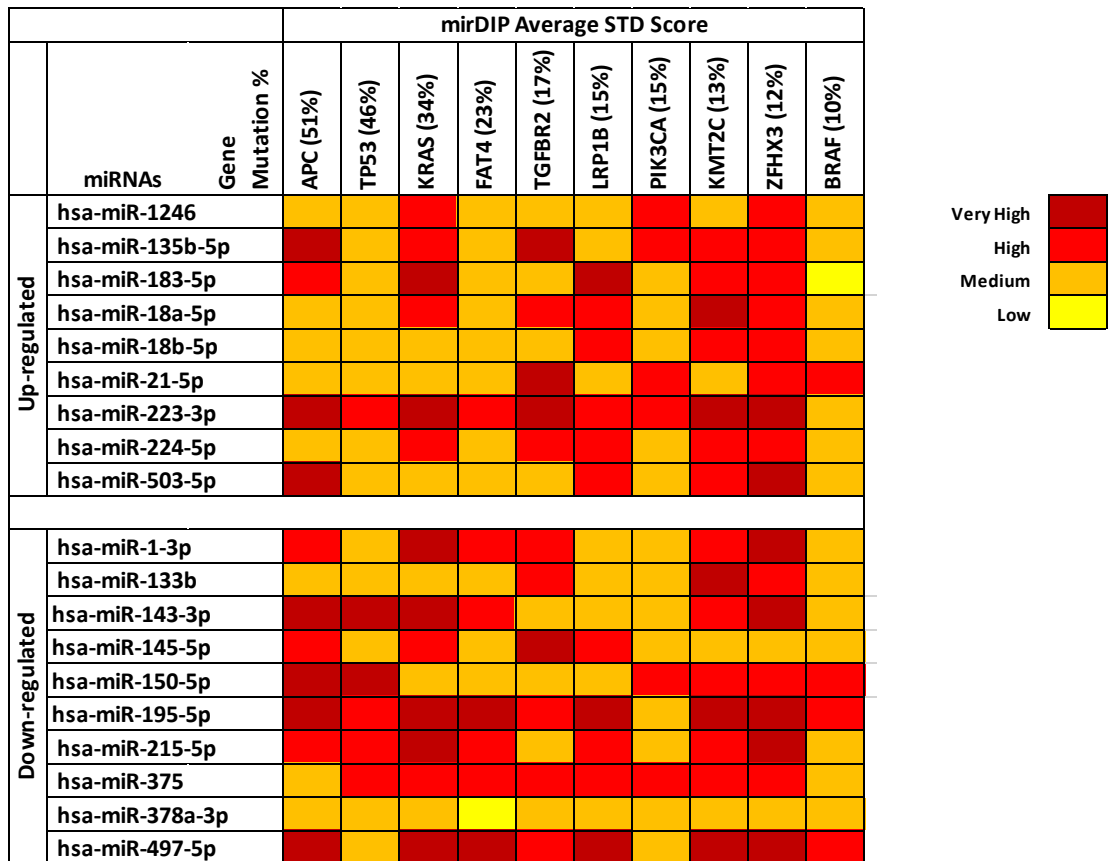 mirDIP Average STD Score
miRNAs
Gene
Mutation %
APC (51%)
TP53 (46%)
KRAS (34%)
FAT4 (23%)
TGFBR2 (17%)
LRP1B (15%)
PIK3CA (15%)
KMT2C (13%)
ZFHX3 (12%)
BRAF (10%)
Up-regulated
hsa-miR-1246
hsa-miR-135b-5p
hsa-miR-183-5p
hsa-miR-18a-5p
hsa-miR-18b-5p
hsa-miR-21-5p
hsa-miR-223-3p
hsa-miR-224-5p
hsa-miR-503-5p
Down-regulated
hsa-miR-1-3p
hsa-miR-133b
hsa-miR-143-3p
hsa-miR-145-5p
hsa-miR-150-5p
hsa-miR-195-5p
hsa-miR-215-5p
hsa-miR-375
hsa-miR-378a-3p
hsa-miR-497-5p
Very High
High
Medium
Low